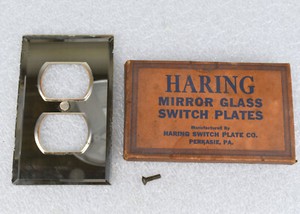 HARING
MIRROR GLASS
SWITCH PLATES
Manufactured By
HARING SWITCH PLATE CO.
PERKASIE, PA.